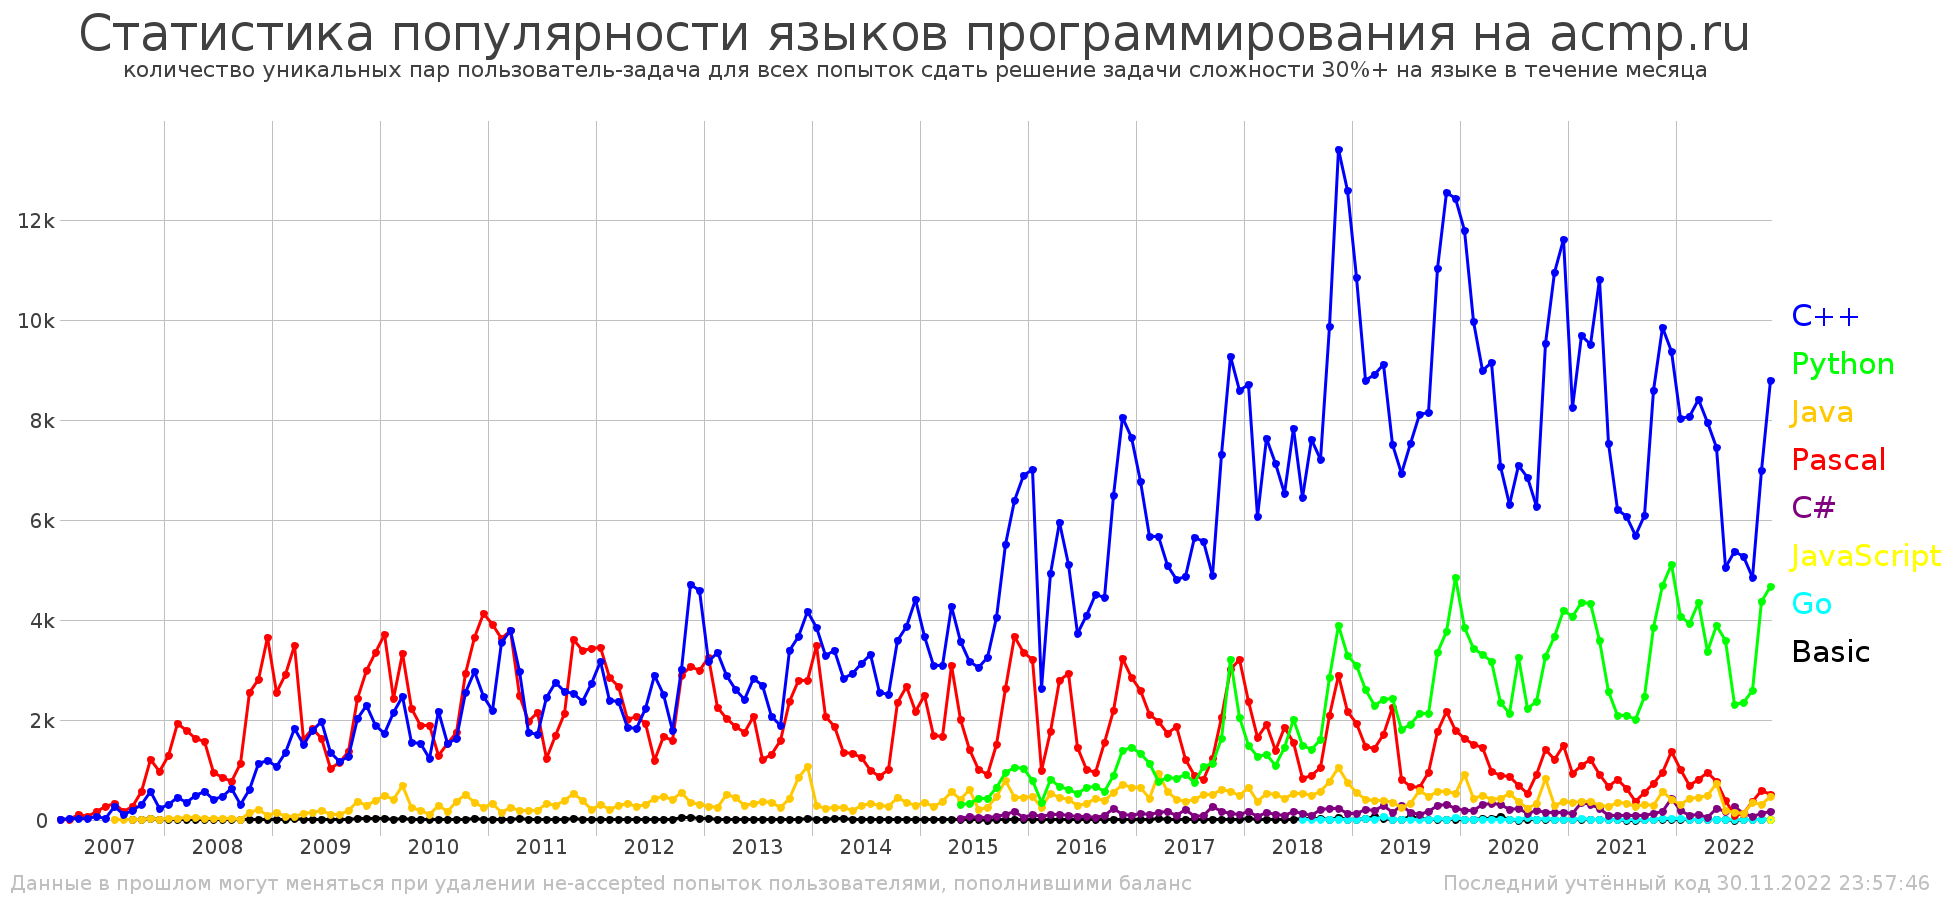 Статистика популярности языков программирования на acmp.ru
количество уникальных пар пользователь-задача для всех попыток сдать решение задачи сложности 30%+ на языке в течение месяца
12k
10k
8k
6k
4k
2k
0
C++
Python
Java
Pascal
C#
JavaScript
Go
Basic
2007 2008 2009 2010 2011 2012 2013 2014 2015 2016 2017 2018 2019 2020 2021 2022
Данные в прошлом могут меняться при удалении не-accepted попыток пользователями, пополнившими баланс
Последний учтённый код 30.11.2022 23:57:46